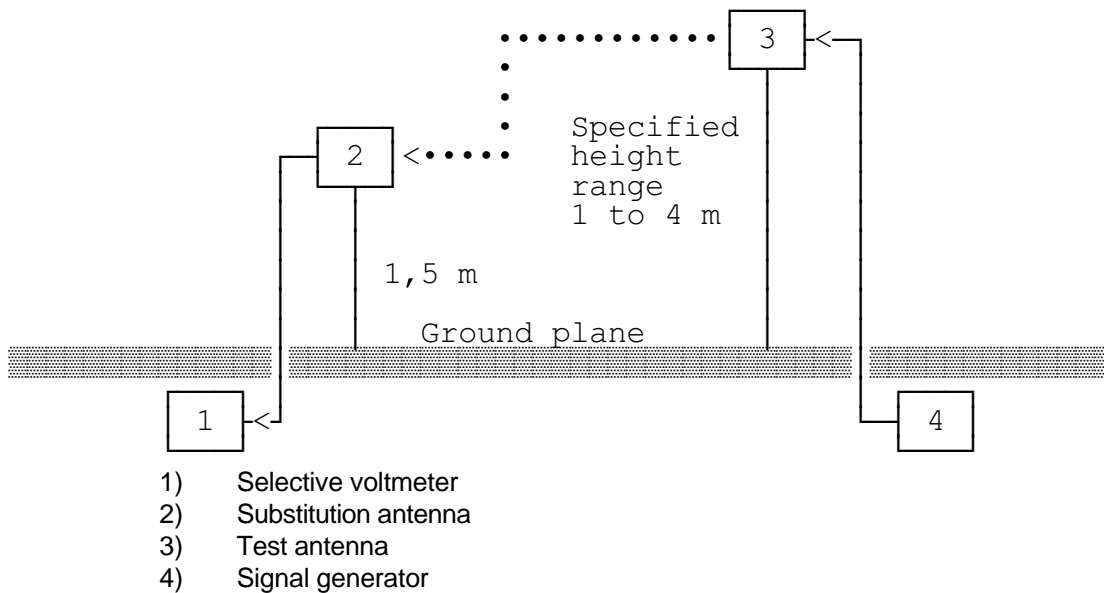 3
Specified
height
range
1 to 4 m
2
1,5 m
Ground plane
1
4
1) Selective voltmeter
2) Substitution antenna
3) Test antenna
4) Signal generator